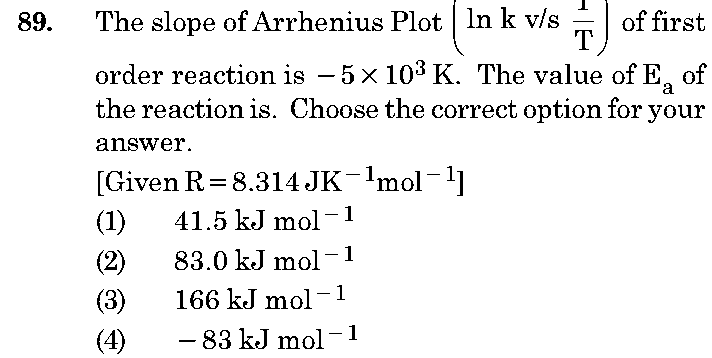 89. The slope of Arrhenius Plot (ln k v/s 1/T) of first
order reaction is −5×10³ K. The value of Eₐ of
the reaction is. Choose the correct option for your
answer.
[Given R=8.314 JK⁻¹mol⁻¹]
(1) 41.5 kJ mol⁻¹
(2) 83.0 kJ mol⁻¹
(3) 166 kJ mol⁻¹
(4) −83 kJ mol⁻¹